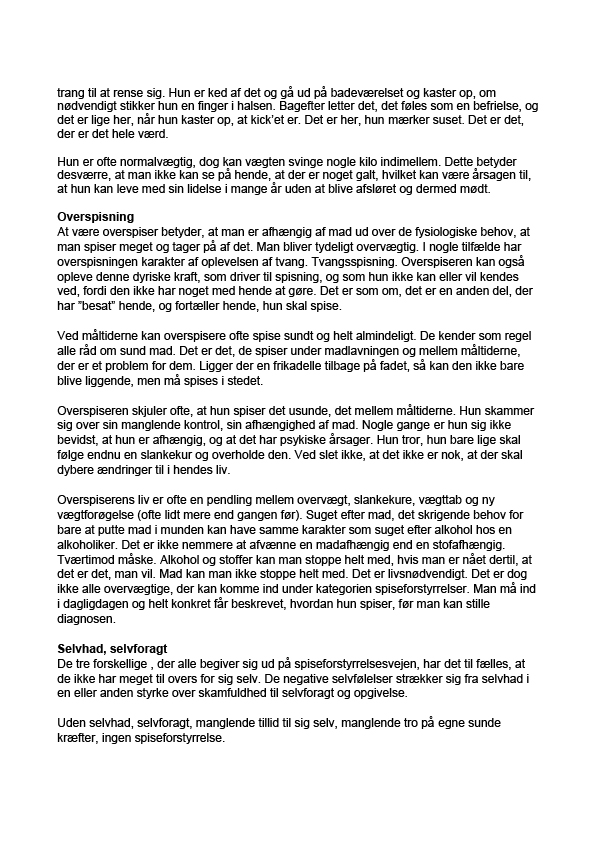 trang til at rense sig. Hun er ked af det og gå ud på badeværelset og kaster op, om
nødvendigt stikker hun en finger i halsen. Bagefter letter det, det føles som en befrielse, og
det er lige her, når hun kaster op, at kick'et er. Det er her, hun mærker suset. Det er det,
der er det hele værd.
Hun er ofte normalvægtig, dog kan vægten svinge nogle kilo indimellem. Dette betyder
desværre, at man ikke kan se på hende, at der er noget galt, hvilket kan være årsagen til,
at hun kan leve med sin lidelse i mange år uden at blive afsløret og dermed mødt.
Overspisning
At være overspiser betyder, at man er afhængig af mad ud over de fysiologiske behov, at
man spiser meget og tager på af det. Man bliver tydeligt overvægtig. I nogle tilfælde har
overspisningen karakter af oplevelsen af tvang. Tvangsspisning. Overspiseren kan også
opleve denne dyriske kraft, som driver til spisning, og som hun ikke kan eller vil kendes
ved, fordi den ikke har noget med hende at gøre. Det er som om, det er en anden del, der
har ”besat” hende, og fortæller hende, hun skal spise.
Ved måltiderne kan overspisere ofte spise sundt og helt almindeligt. De kender som regel
alle råd om sund mad. Det er det, de spiser under madlavningen og mellem måltiderne,
der er et problem for dem. Ligger der en frikadelle tilbage på fadet, så kan den ikke bare
blive liggende, men må spises i stedet.
Overspiseren skjuler ofte, at hun spiser det usunde, det mellem måltiderne. Hun skammer
sig over sin manglende kontrol, sin afhængighed af mad. Nogle gange er hun sig ikke
bevidst, at hun er afhængig, og at det har psykiske årsager. Hun tror, hun bare lige skal
følge endnu en slankekur og overholde den. Ved slet ikke, at det ikke er nok, at der skal
dybere ændringer til i hendes liv.
Overspiserens liv er ofte en pendling mellem overvægt, slankekure, vægttab og ny
vægtforøgelse (ofte lidt mere end gangen før). Suget efter mad, det skrigende behov for
bare at putte mad i munden kan have samme karakter som suget efter alkohol hos en
alkoholiker. Det er ikke nemmere at afvænne en madafhængig end en stofafhængig.
Tværtimod måske. Alkohol og stoffer kan man stoppe helt med, hvis man er nået dertil, at
det er det, man vil. Mad kan man ikke stoppe helt med. Det er livsnødvendigt. Det er dog
ikke alle overvægtige, der kan komme ind under kategorien spiseforstyrrelser. Man må ind
i dagligdagen og helt konkret får beskrevet, hvordan hun spiser, før man kan stille
diagnosen.
Selvhad, selvforagt
De tre forskellige , der alle begiver sig ud på spiseforstyrrelsesvejen, har det til fælles, at
de ikke har meget til overs for sig selv. De negative selvfølelser strækker sig fra selvhad i
en eller anden styrke over skamfuldhed til selvforagt og opgivelse.
Uden selvhad, selvforagt, manglende tillid til sig selv, manglende tro på egne sunde
kræfter, ingen spiseforstyrrelse.